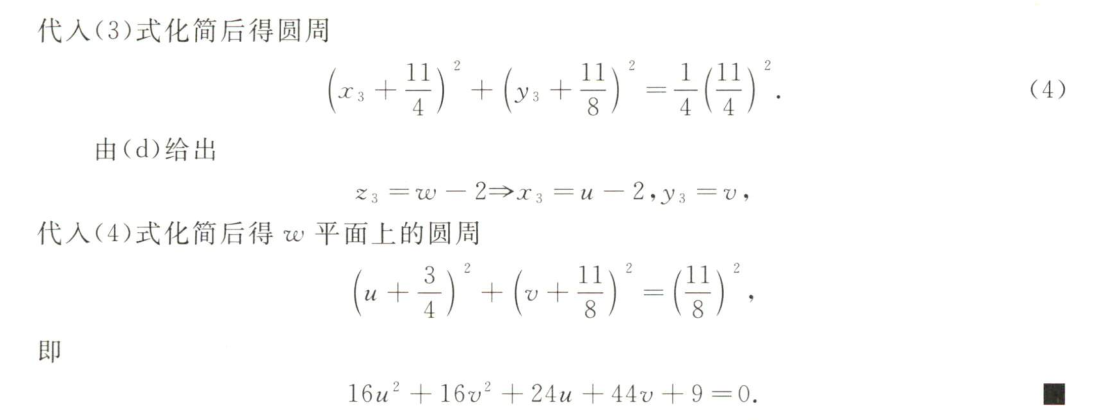 代入(3)式化简后得圆周
$$\left(x_3+\frac{11}{4}\right)^2+\left(y_3+\frac{11}{8}\right)^2=\frac{1}{4}\left(\frac{11}{4}\right)^2. \quad (4)$$
由(d)给出
$$z_3=w-2\Rightarrow x_3=u-2,y_3=v,$$
代入(4)式化简后得 w 平面上的圆周
$$\left(u+\frac{3}{4}\right)^2+\left(v+\frac{11}{8}\right)^2=\left(\frac{11}{8}\right)^2,$$
即
$$16u^2+16v^2+24u+44v+9=0. \quad ■$$